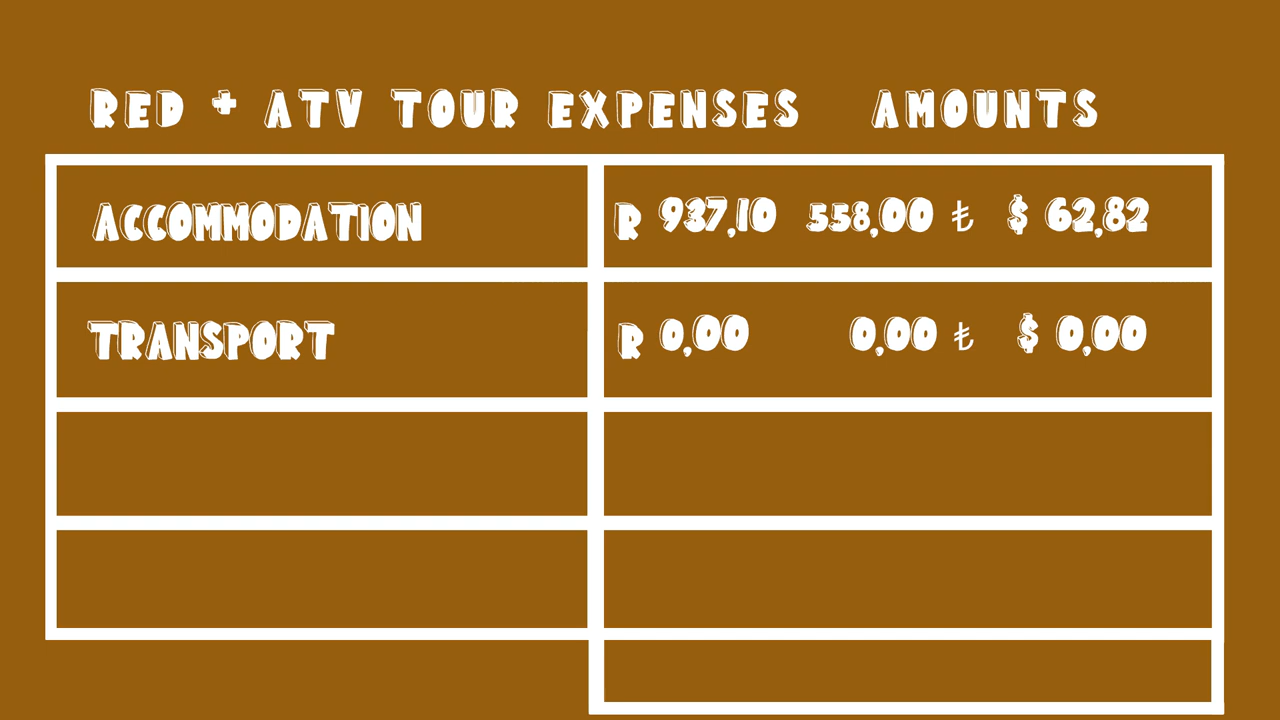 RED + ATV TOUR EXPENSES AMOUNTS
ACCOMMODATION R 937,10 558,00 ₺ $ 62,82
TRANSPORT R 0,00 0,00 ₺ $ 0,00